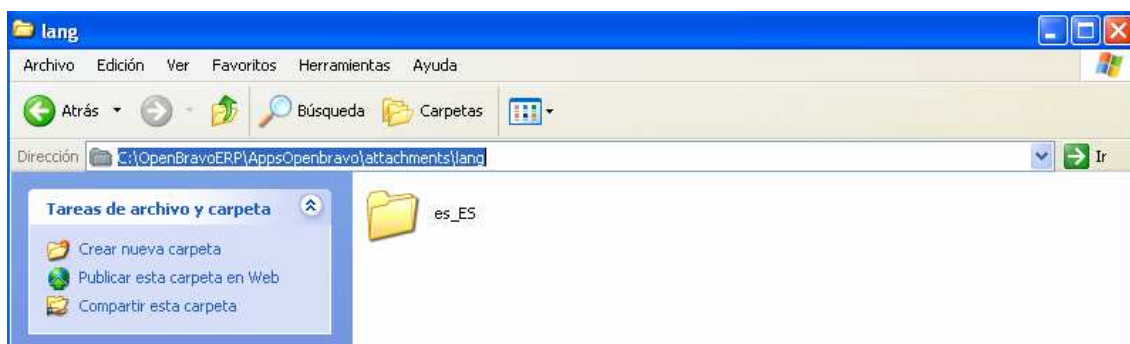 lang
Archivo Edición Ver Favoritos Herramientas Ayuda
Atrás Búsqueda Carpetas
Dirección C:\OpenBravoERP\AppsOpenbravo\attachments\lang Ir
Tareas de archivo y carpeta
es_ES
Crear nueva carpeta
Publicar esta carpeta en Web
Compartir esta carpeta